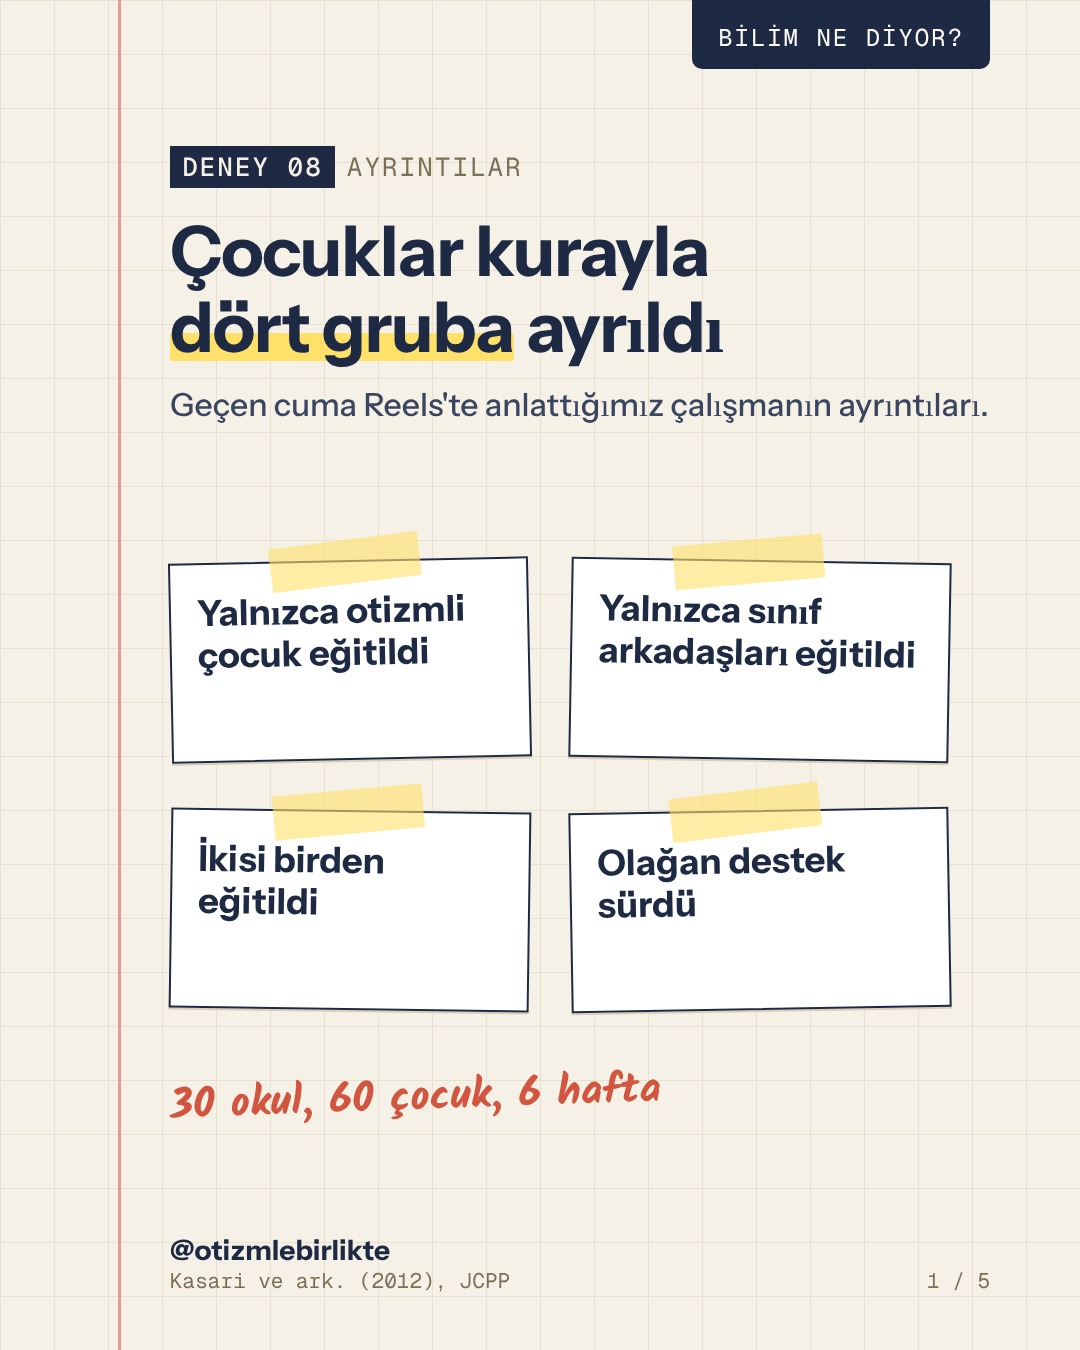 BİLİM NE DİYOR?
DENEY 08 AYRINTILAR
Çocuklar kurayla
dört gruba ayrıldı
Geçen cuma Reels'te anlattığımız çalışmanın ayrıntıları.
Yalnızca otizmli
çocuk eğitildi
Yalnızca sınıf
arkadaşları eğitildi
İkisi birden
eğitildi
Olağan destek
sürdü
30 okul, 60 çocuk, 6 hafta
@otizmlebirlikte
Kasari ve ark. (2012), JCPP
1 / 5